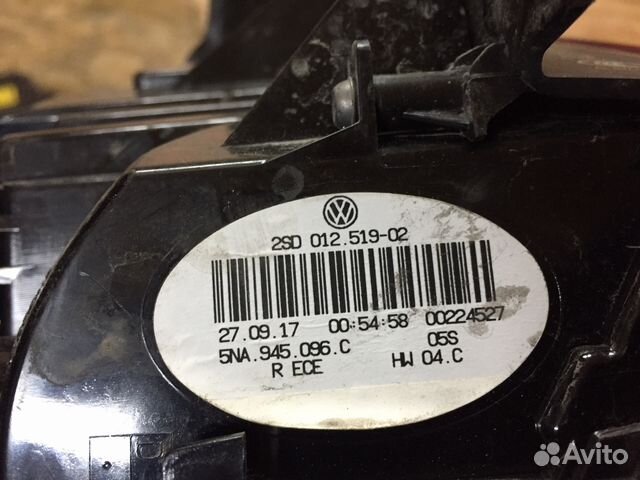 2SD 012.519-02
27.09.17 00:54:58 00224527
5NA.945.096.C 05S
R ECE HW 04.C
Avito